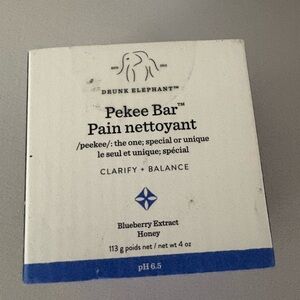 DRUNK ELEPHANT™
Pekee Bar™
Pain nettoyant
/peekee/: the one; special or unique
le seul et unique; spécial
CLARIFY + BALANCE
Blueberry Extract
Honey
113 g poids net / net wt 4 oz
pH 6.5